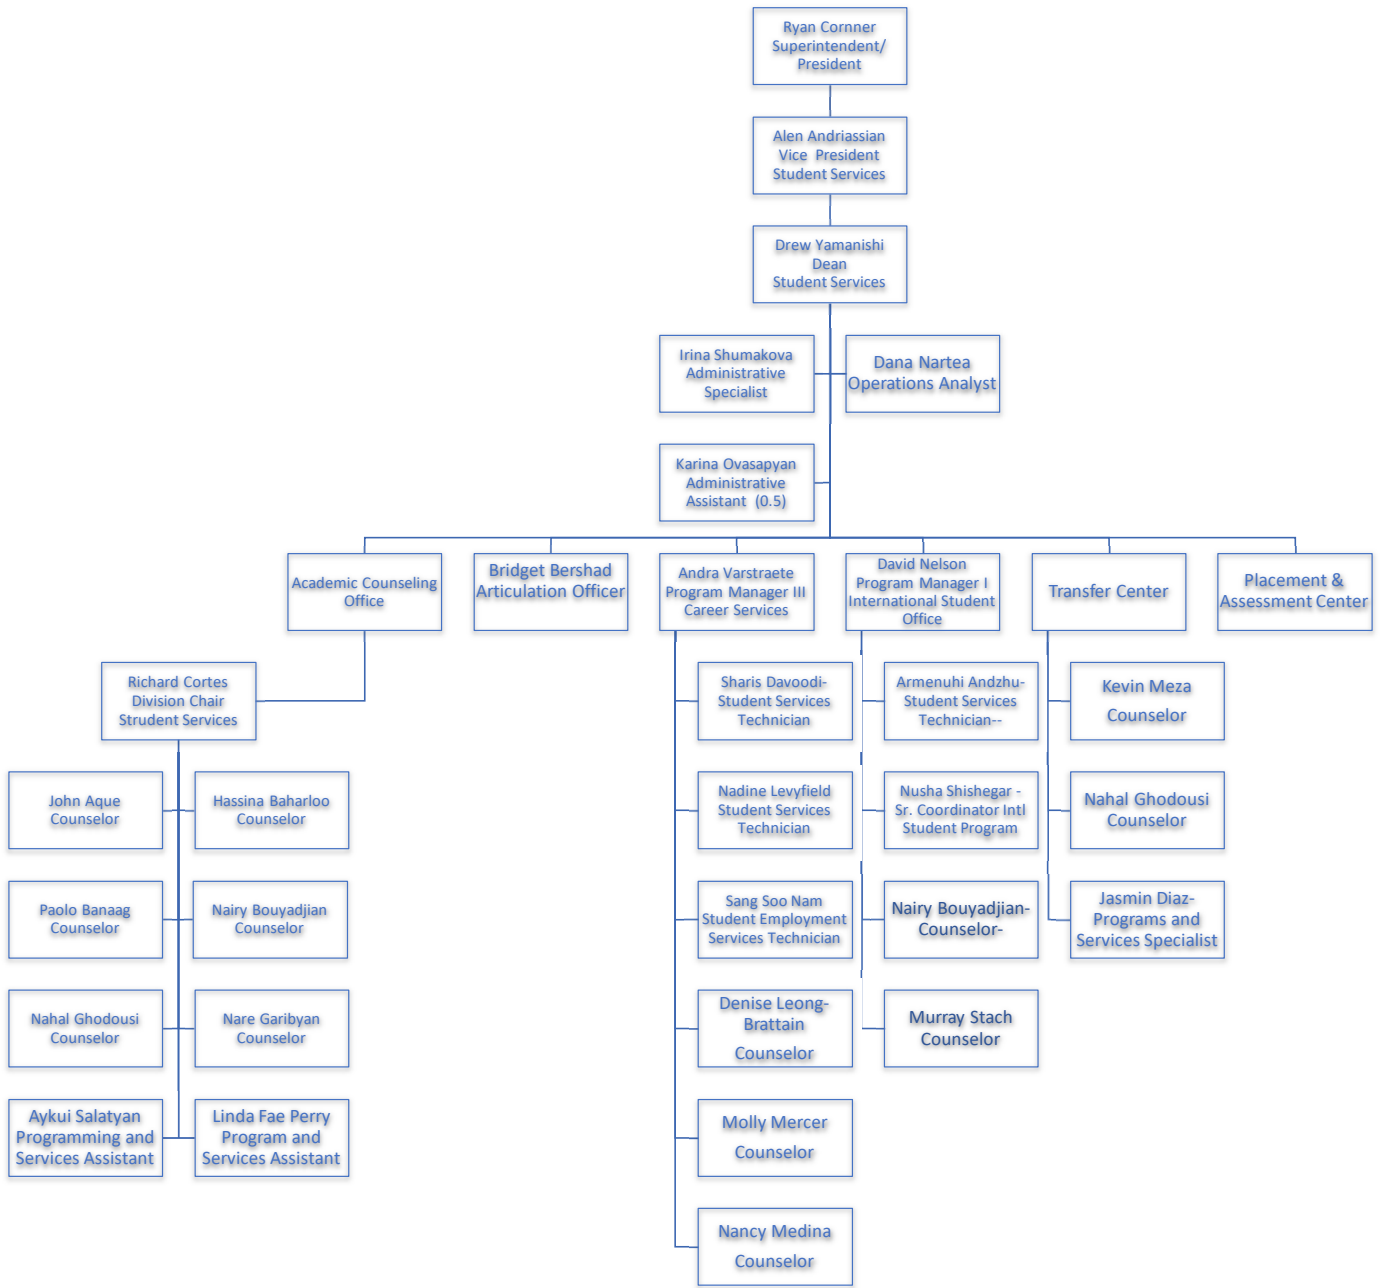 Ryan Cornner
Superintendent/
President
Alen Andriassian
Vice President
Student Services
Drew Yamanishi
Dean
Student Services
Irina Shumakova
Administrative
Specialist
Dana Nartea
Operations Analyst
Karina Ovasapyan
Administrative
Assistant (0.5)
Academic Counseling
Office
Bridget Bershad
Articulation Officer
Andra Varstraete
Program Manager III
Career Services
David Nelson
Program Manager I
International Student
Office
Transfer Center
Placement &
Assessment Center
Richard Cortes
Division Chair
Strudent Services
Sharis Davoodi-
Student Services
Technician
Armenuhi Andzhu-
Student Services
Technician--
Kevin Meza
Counselor
John Aque
Counselor
Hassina Baharloo
Counselor
Nadine Levyfield
Student Services
Technician
Nusha Shishegar -
Sr. Coordinator Intl
Student Program
Nahal Ghodousi
Counselor
Paolo Banaag
Counselor
Nairy Bouyadjian
Counselor
Sang Soo Nam
Student Employment
Services Technician
Nairy Bouyadjian-
Counselor-
Jasmin Diaz-
Programs and
Services Specialist
Nahal Ghodousi
Counselor
Nare Garibyan
Counselor
Denise Leong-
Brattain
Counselor
Murray Stach
Counselor
Aykui Salatyan
Programming and
Services Assistant
Linda Fae Perry
Program and
Services Assistant
Molly Mercer
Counselor
Nancy Medina
Counselor